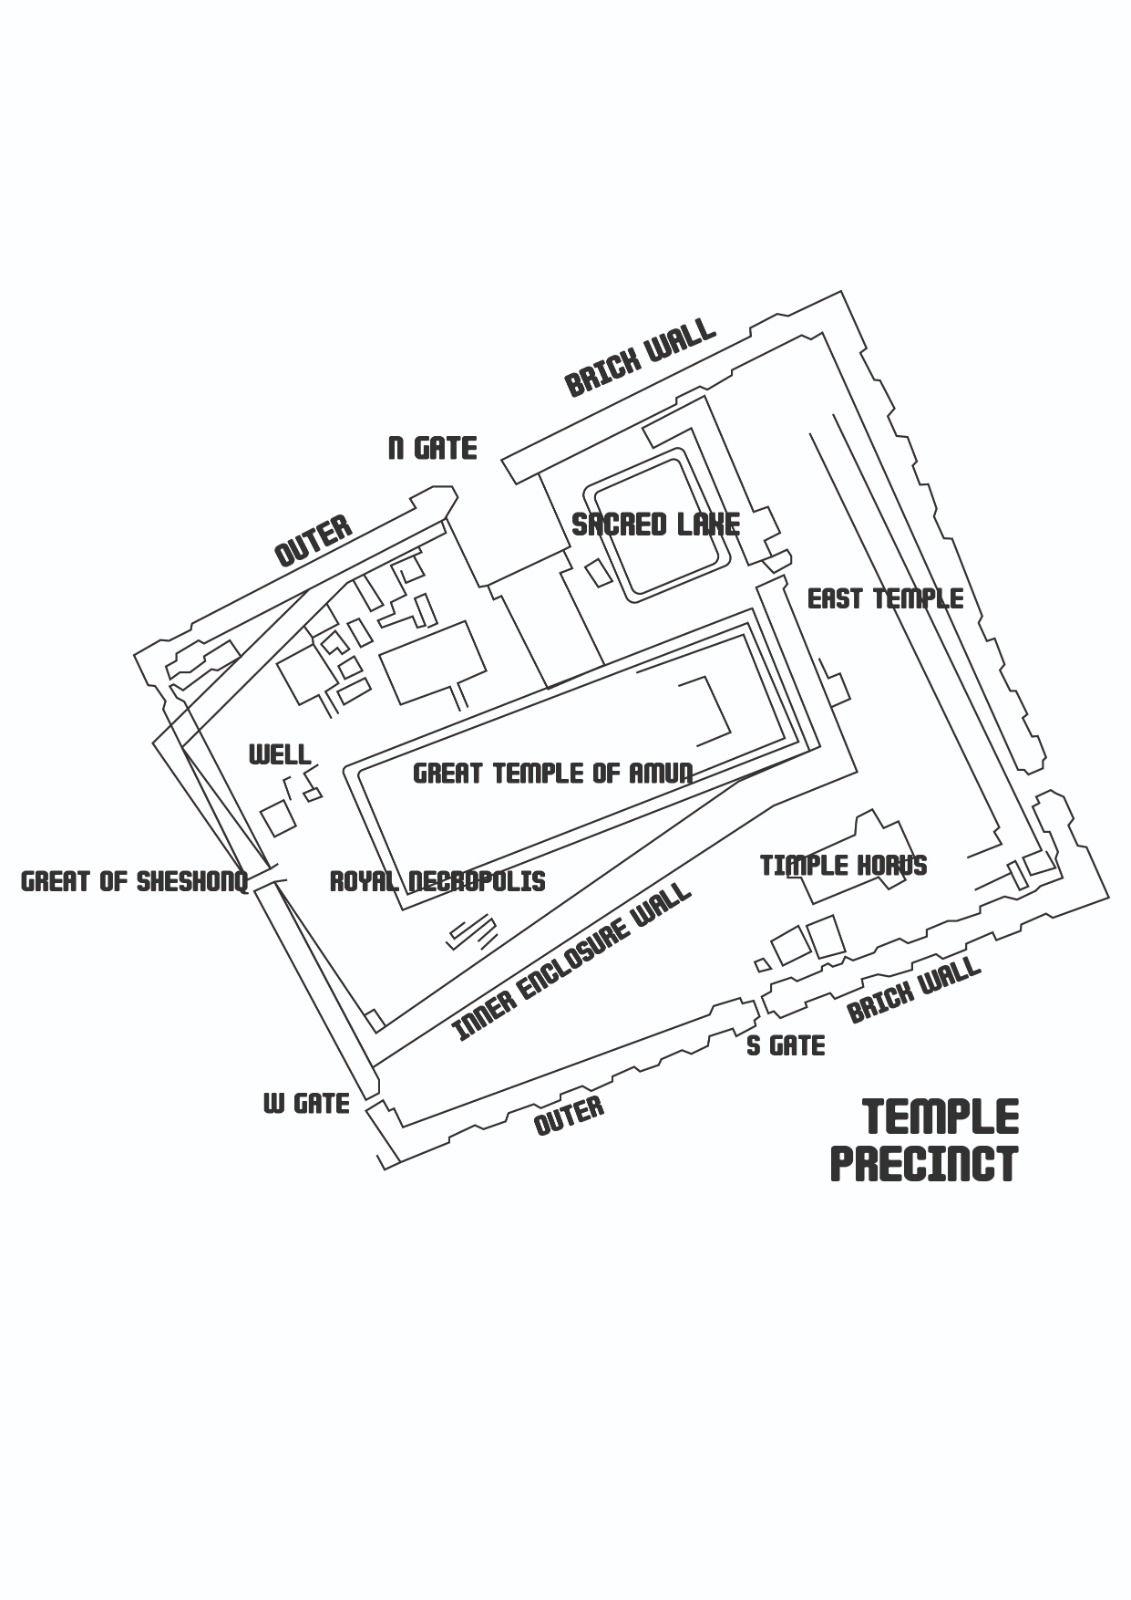 BRICK WALL
N GATE
OUTER
SACRED LAKE
EAST TEMPLE
WELL
GREAT TEMPLE OF AMUN
TIMPLE HORUS
GREAT OF SHESHONQ
ROYAL NECROPOLIS
INNER ENCLOSURE WALL
BRICK WALL
S GATE
W GATE
OUTER
TEMPLE
PRECINCT